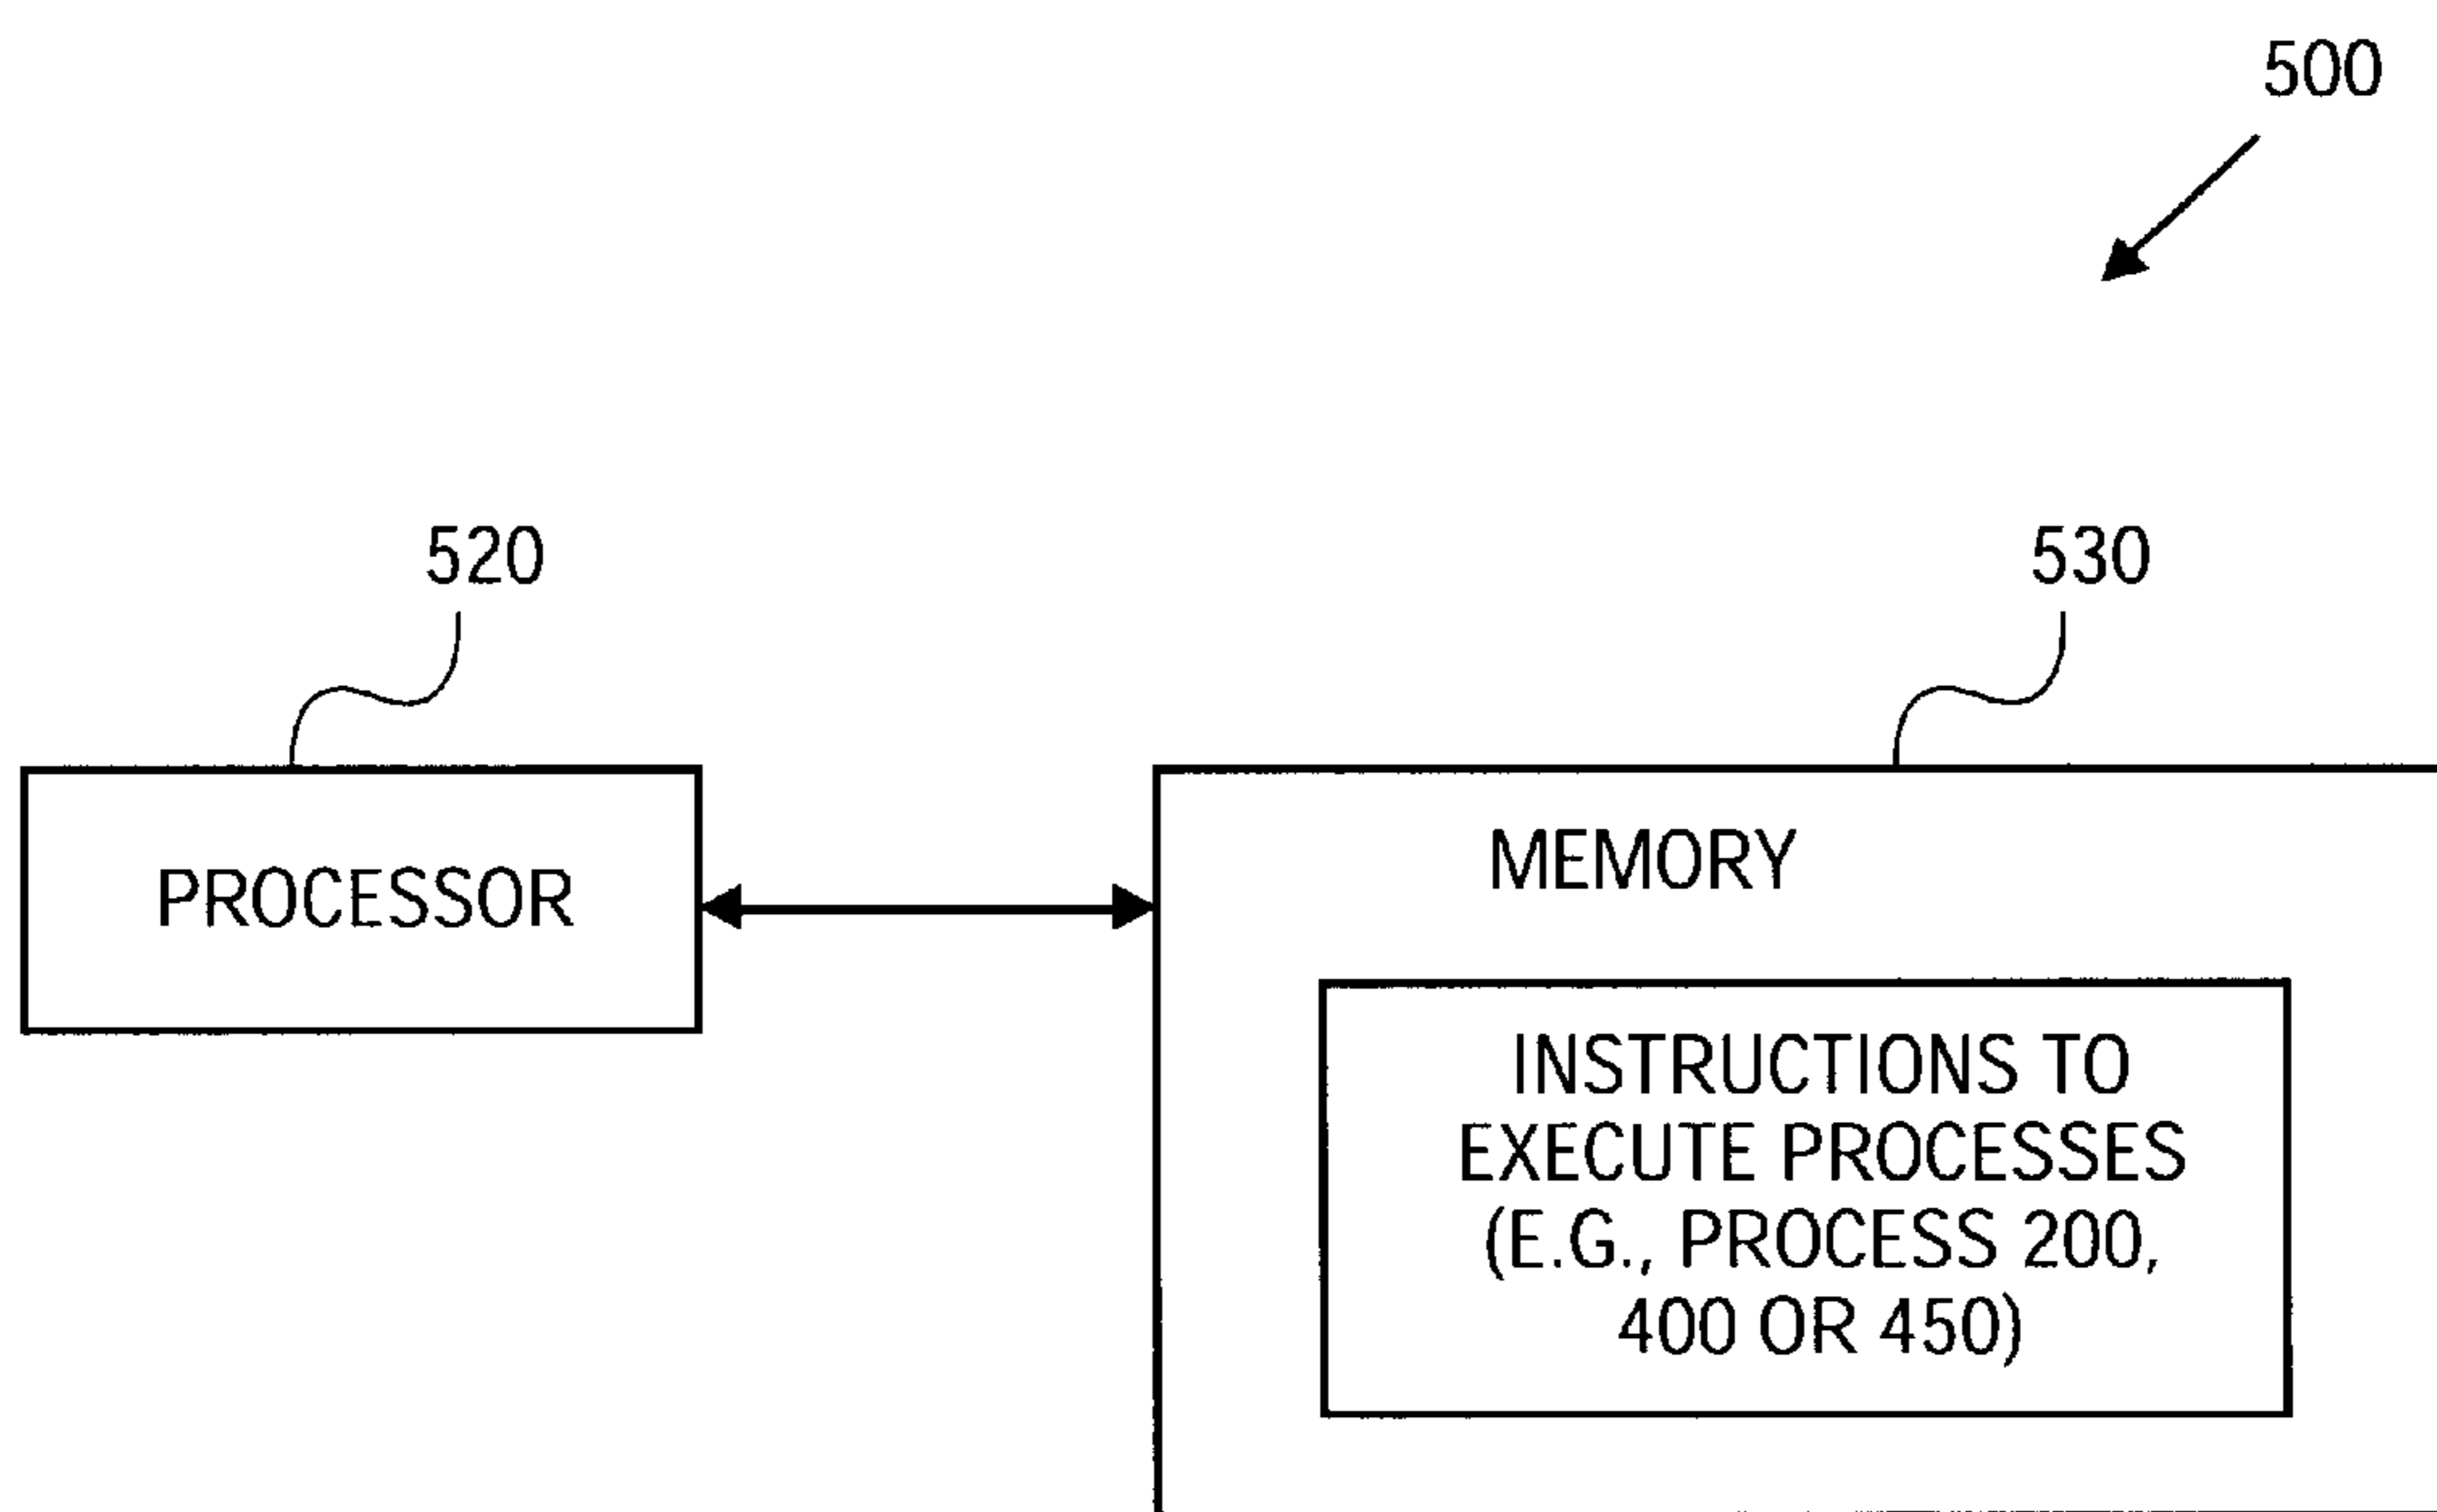 500
520
530
PROCESSOR
MEMORY
INSTRUCTIONS TO
EXECUTE PROCESSES
(E.G., PROCESS 200,
400 OR 450)